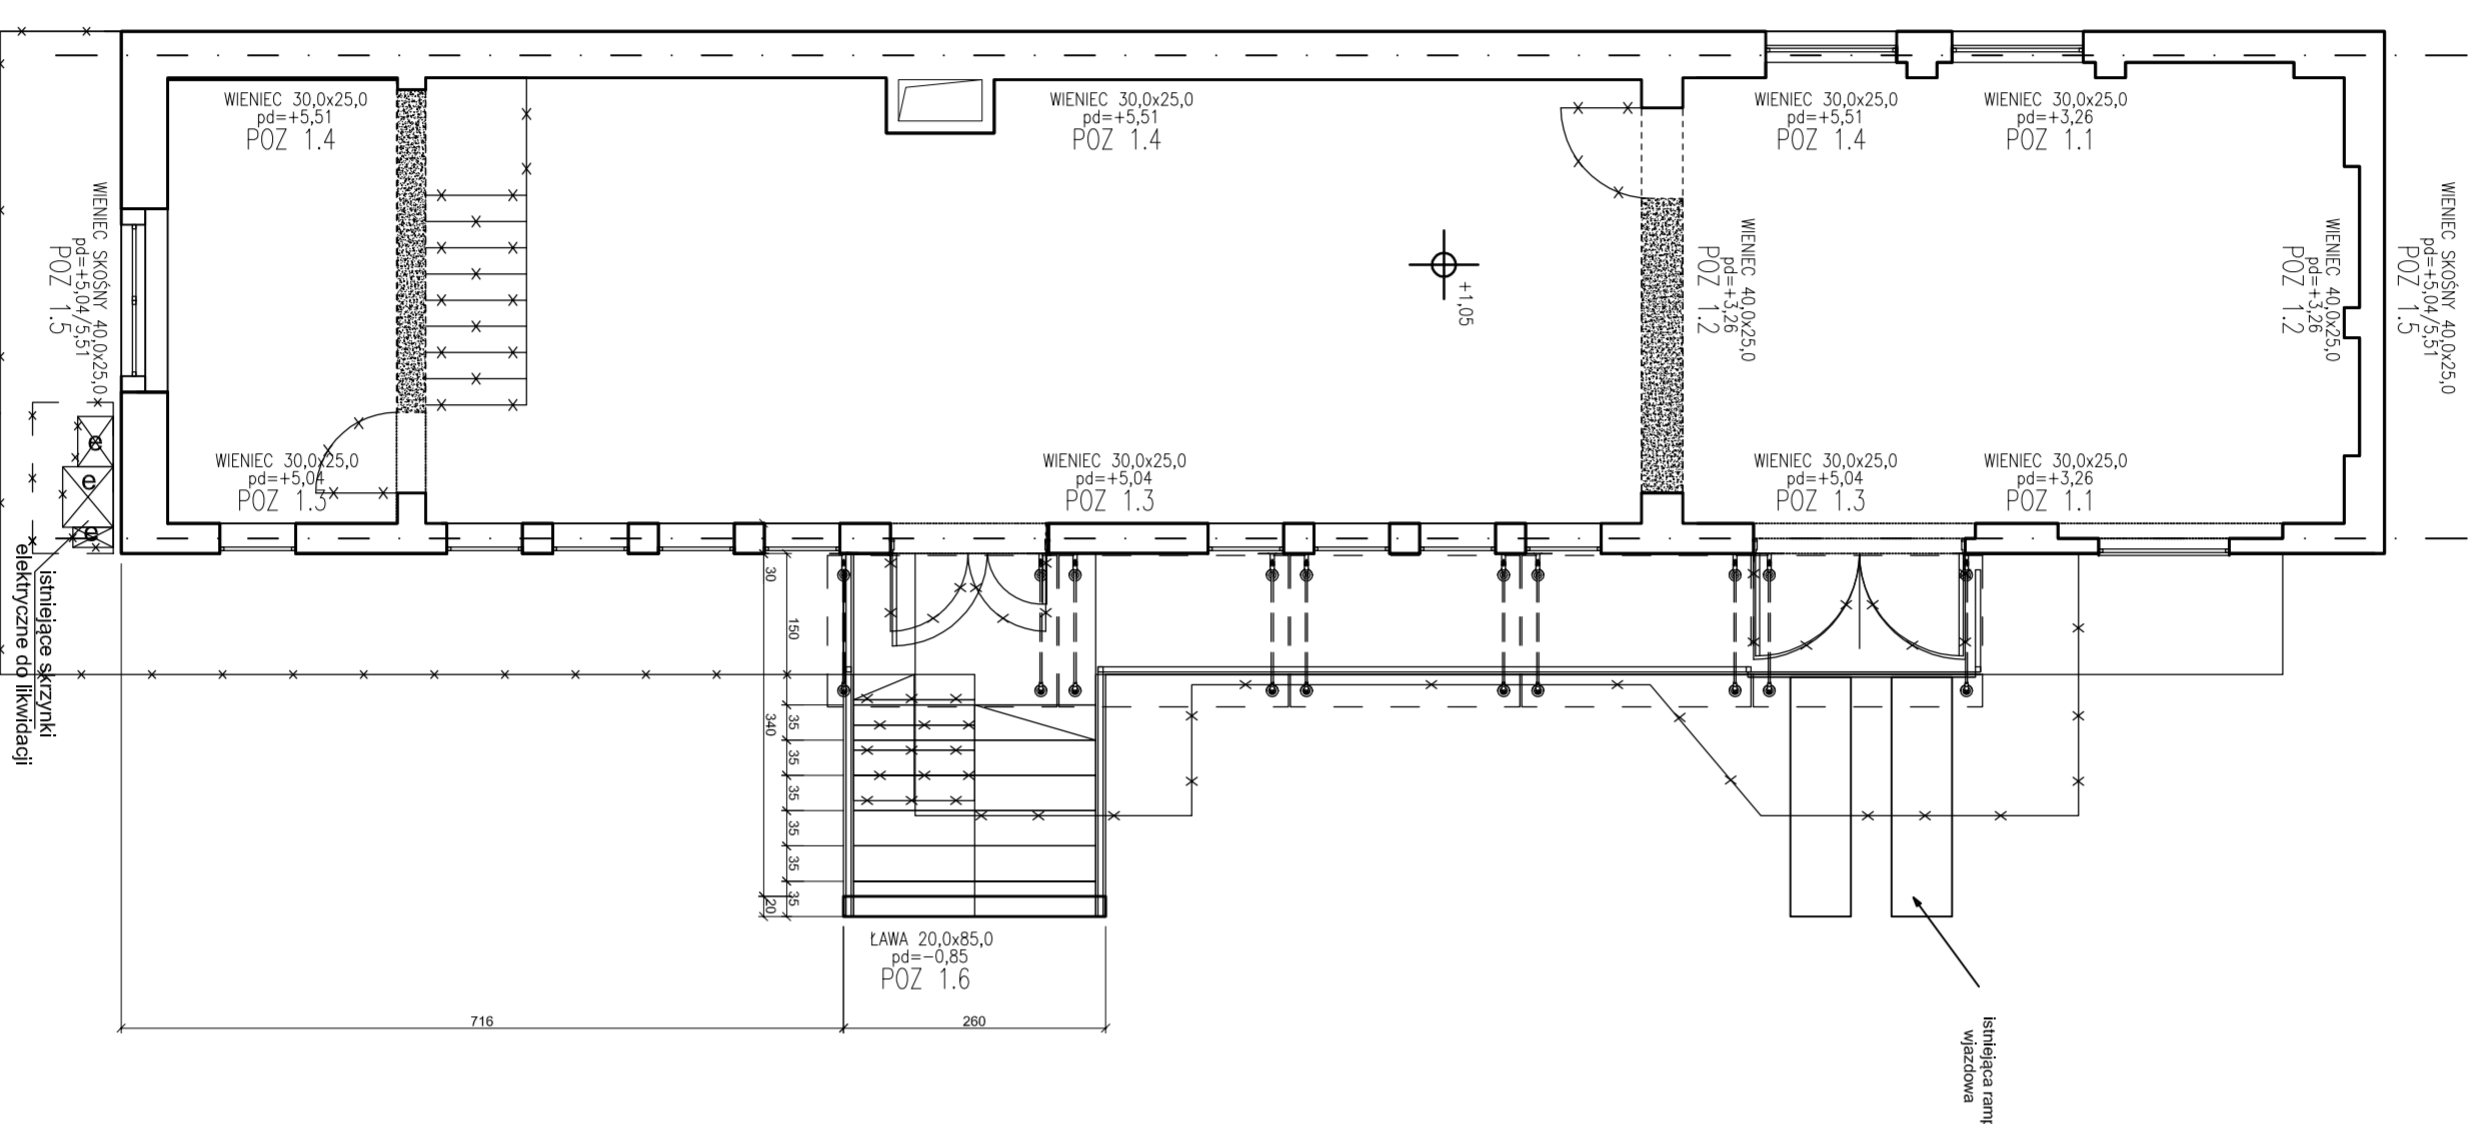 WIENIEC 30,0x25,0
pd=+5,51
POZ 1.4
WIENIEC 30,0x25,0
pd=+5,51
POZ 1.4
WIENIEC 30,0x25,0
pd=+5,51
POZ 1.4
WIENIEC 30,0x25,0
pd=+3,26
POZ 1.1
WIENIEC SKOŚNY 40,0x25,0
pd=+5,04/5,51
POZ 1.5
+1,05
WIENIEC 40,0x25,0
pd=+3,26
POZ 1.2
WIENIEC 40,0x25,0
pd=+3,26
POZ 1.2
WIENIEC SKOŚNY 40,0x25,0
pd=+5,04/5,51
POZ 1.5
e
e
e
WIENIEC 30,0x25,0
pd=+5,04
POZ 1.3
WIENIEC 30,0x25,0
pd=+5,04
POZ 1.3
WIENIEC 30,0x25,0
pd=+5,04
POZ 1.3
WIENIEC 30,0x25,0
pd=+3,26
POZ 1.1
istniejące skrzynki
elektryczne do likwidacji
30
150
340
35
35
35
35
35
35
20
ŁAWA 20,0x85,0
pd=-0,85
POZ 1.6
716
260
istniejąca ramp
wjazdowa